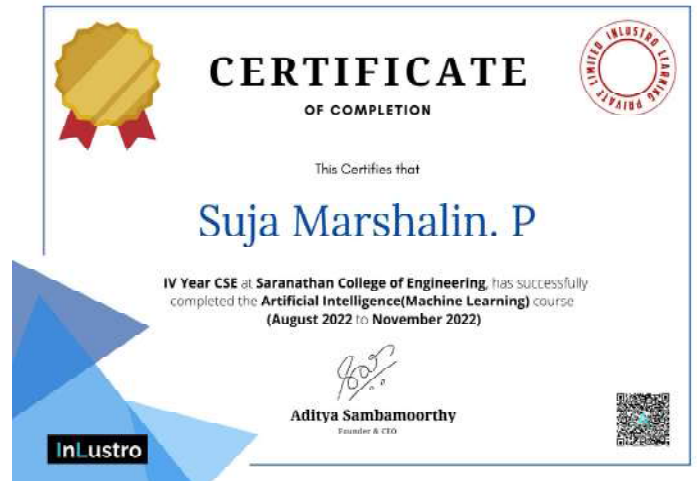 CERTIFICATE
OF COMPLETION
INLUSTRO LEARNING PRIVATE LIMITED
This Certifies that
Suja Marshalin. P
IV Year CSE at Saranathan College of Engineering, has successfully
completed the Artificial Intelligence(Machine Learning) course
(August 2022 to November 2022)
Aditya Sambamoorthy
Founder & CEO
InLustro